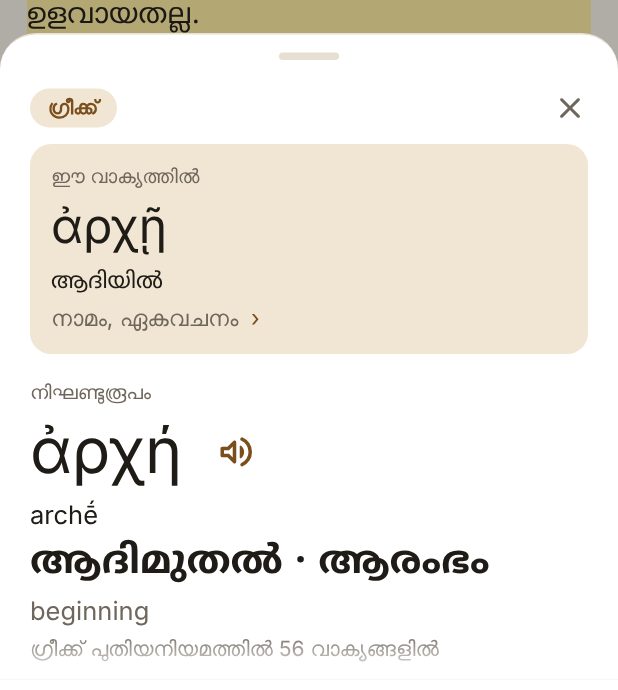 ഉളവായതല്ല.
ഗ്രീക്ക്
ഈ വാക്യത്തിൽ
ἀρχῇ
ആദിയിൽ
നാമം, ഏകവചനം ›
നിഘണ്ടുരൂപം
ἀρχή
archḗ
ആദിമുതൽ · ആരംഭം
beginning
ഗ്രീക്ക് പുതിയനിയമത്തിൽ 56 വാക്യങ്ങളിൽ